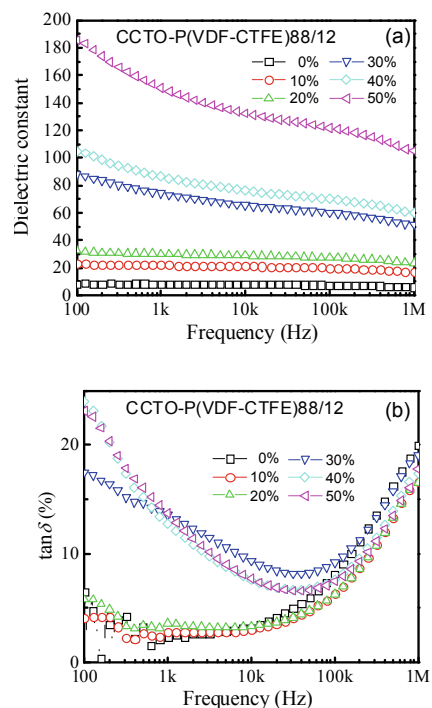 CCTO-P(VDF-CTFE)88/12 (a)
0% 30%
10% 40%
20% 50%
Dielectric constant
200
180
160
140
120
100
80
60
40
20
0
100 1k 10k 100k 1M
Frequency (Hz)
CCTO-P(VDF-CTFE)88/12 (b)
0% 30%
10% 40%
20% 50%
tan δ (%)
20
10
0
100 1k 10k 100k 1M
Frequency (Hz)